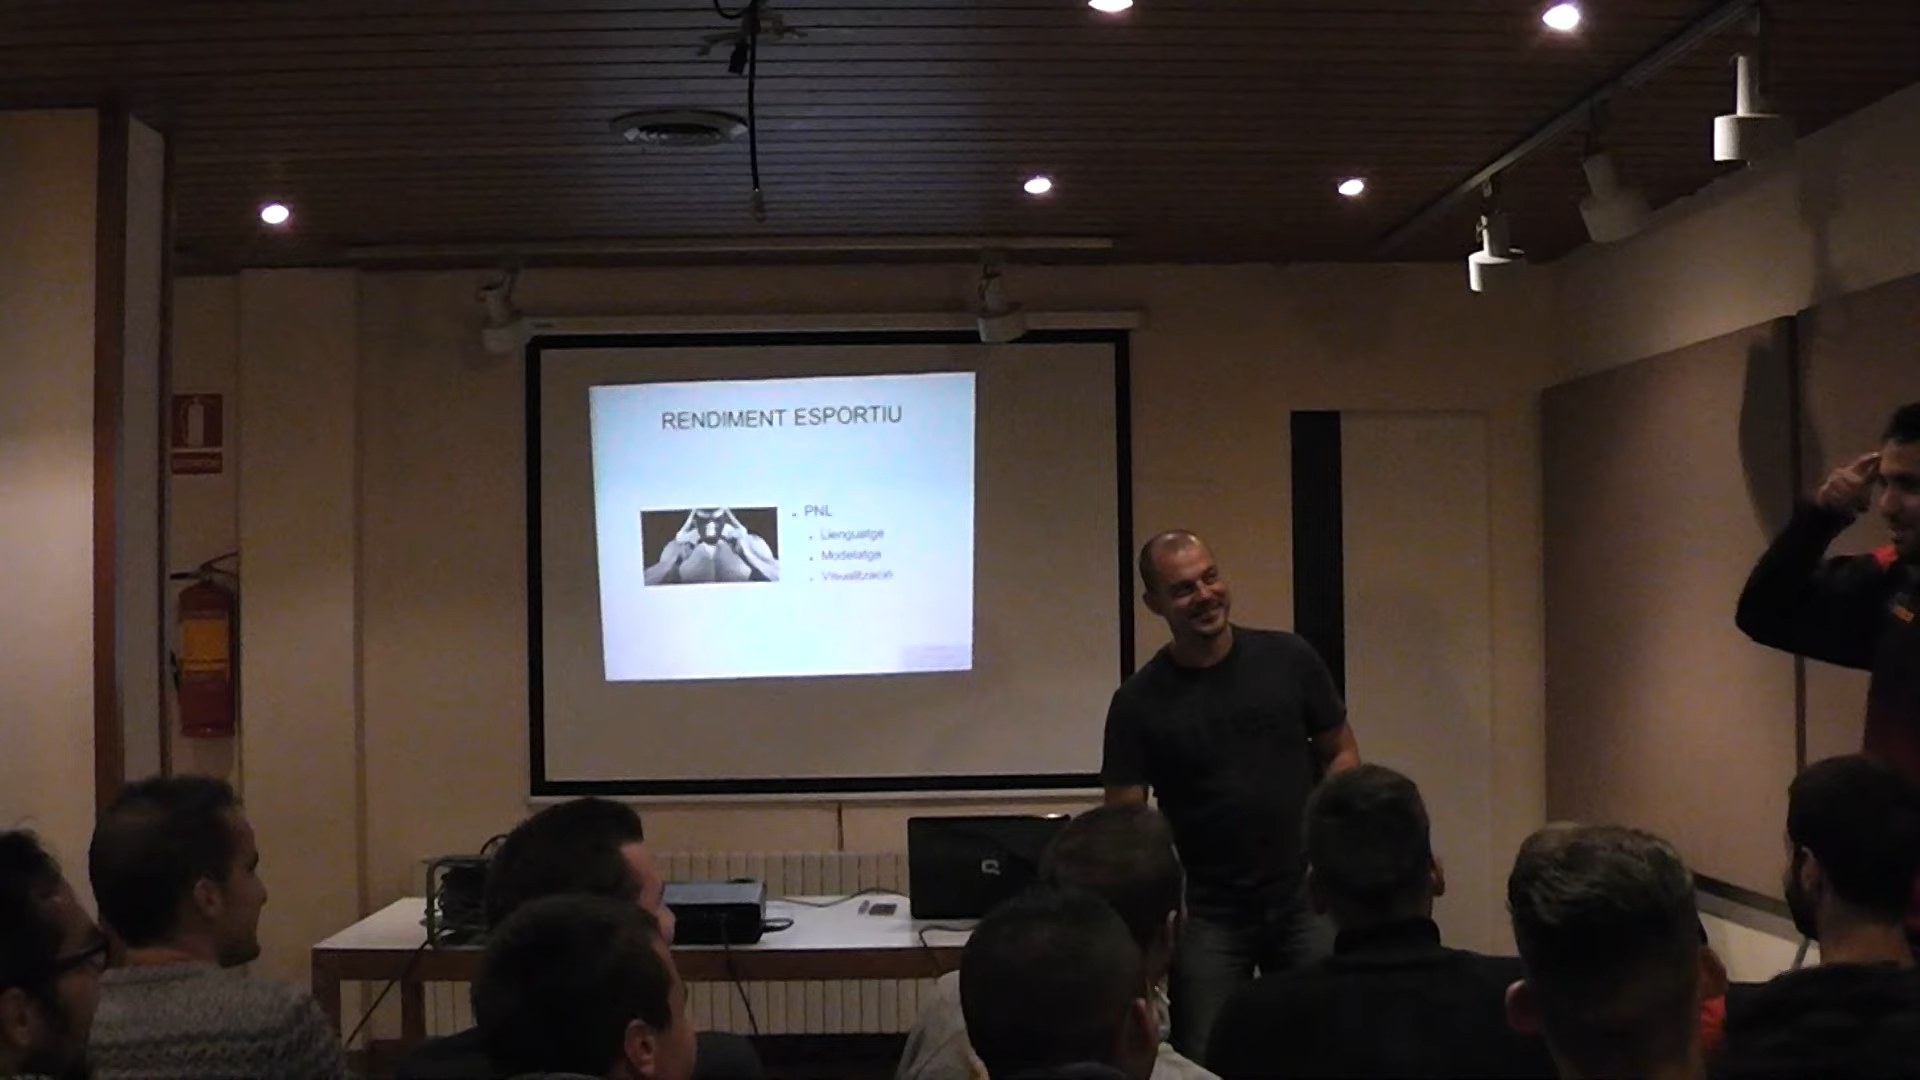 RENDIMENT ESPORTIU
PNL
Llenguatge
Modelatge
Visualització